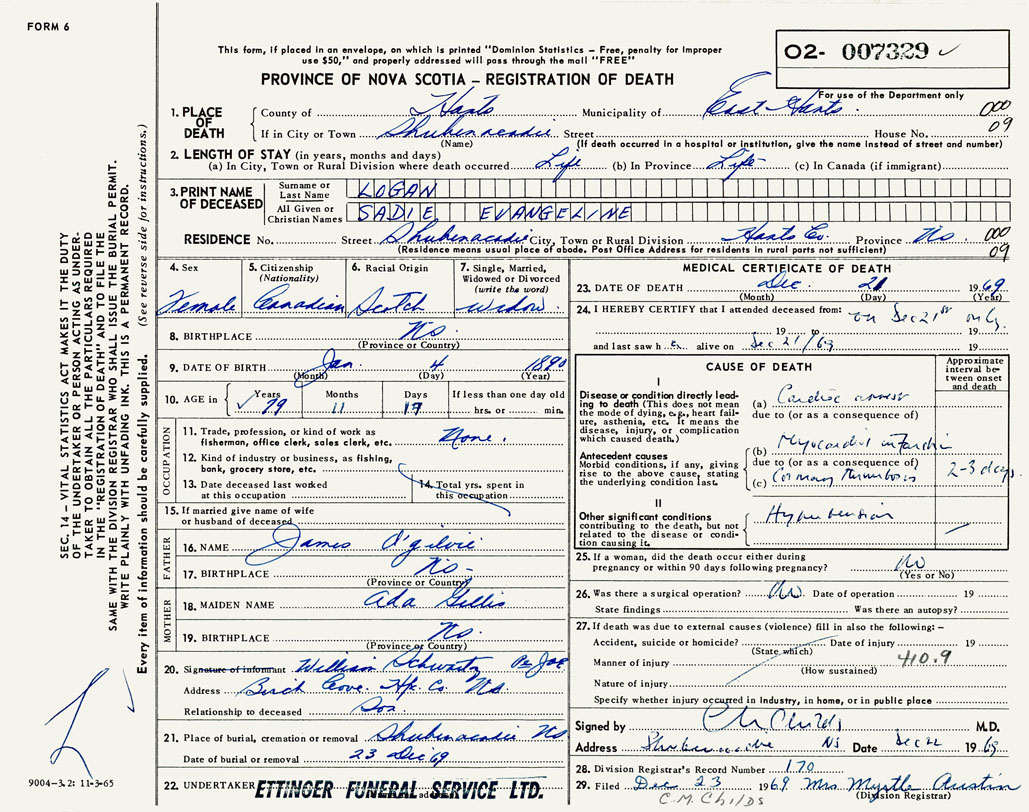 FORM 6
This form, if placed in an envelope, on which is printed "Dominion Statistics – Free, penalty for improper
use $50," and properly addressed will pass through the mail "FREE"
PROVINCE OF NOVA SCOTIA – REGISTRATION OF DEATH
O2- 007329
For use of the Department only
1. PLACE OF DEATH County of Hants Municipality of East Hants 000
If in City or Town Shubenacadie Street House No. 09
(Name) (If death occurred in a hospital or institution, give the name instead of street and number)
2. LENGTH OF STAY (in years, months and days)
(a) In City, Town or Rural Division where death occurred Life (b) In Province Life (c) In Canada (if immigrant)
3. PRINT NAME OF DECEASED Surname or Last Name LOGAN
All Given or Christian Names SADIE EVANGELINE
RESIDENCE No. Street Shubenacadie City, Town or Rural Division Hants Co. Province Ns. 000
(Residence means usual place of abode. Post Office Address for residents in rural parts not sufficient) 09
4. Sex Female
5. Citizenship (Nationality) Canadian
6. Racial Origin Scotch
7. Single, Married, Widowed or Divorced (write the word) Widow
8. BIRTHPLACE Ns.
(Province or Country)
9. DATE OF BIRTH Jan. 4 1890
(Month) (Day) (Year)
10. AGE in Years 79 Months 11 Days 17 If less than one day old
hrs. or min.
OCCUPATION
11. Trade, profession, or kind of work as
fisherman, office clerk, sales clerk, etc. None.
12. Kind of industry or business, as fishing,
bank, grocery store, etc.
13. Date deceased last worked
at this occupation
14. Total yrs. spent in
this occupation
15. If married give name of wife
or husband of deceased
FATHER
16. NAME James O'gilvie
17. BIRTHPLACE Ns.
(Province or Country)
MOTHER
18. MAIDEN NAME Ada Gillis
19. BIRTHPLACE Ns.
(Province or Country)
20. Signature of informant William Schwartz
Address Birch Cove. Hfx. Co. Ns.
Relationship to deceased Son.
21. Place of burial, cremation or removal Shubenacadie Ns
Date of burial or removal 23 Dec 69
22. UNDERTAKER ETTINGER FUNERAL SERVICE LTD.
MEDICAL CERTIFICATE OF DEATH
23. DATE OF DEATH Dec. 21 1969
(Month) (Day) (Year)
24. I HEREBY CERTIFY that I attended deceased from: on Dec 21st only.
19 to 19
and last saw h er alive on Dec 21/69 19
CAUSE OF DEATH
Approximate interval between onset and death
I
Disease or condition directly leading to death (This does not mean the mode of dying, e.g., heart failure, asthenia, etc. It means the disease, injury, or complication which caused death.)
(a) Cardiac arrest
due to (or as a consequence of)
Antecedent causes
Morbid conditions, if any, giving rise to the above cause, stating the underlying condition last.
(b) Myocardial infarction
due to (or as a consequence of)
(c) Coronary thrombosis 2-3 days.
II
Other significant conditions
contributing to the death, but not related to the disease or condition causing it.
Hypertension
25. If a woman, did the death occur either during
pregnancy or within 90 days following pregnancy? No
(Yes or No)
26. Was there a surgical operation? No. Date of operation 19
State findings Was there an autopsy?
27. If death was due to external causes (violence) fill in also the following: –
Accident, suicide or homicide? Date of injury 19
(State which)
Manner of injury 410.9
(How sustained)
Nature of injury
Specify whether injury occurred in industry, in home, or in public place
Signed by CM Childs M.D.
Address Shubenacadie NS Date Dec 22 1969
28. Division Registrar's Record Number 170
29. Filed Dec 23 1969 Mrs Myrtle Austin
C.M. Childs (Division Registrar)
SEC. 14 – VITAL STATISTICS ACT MAKES IT THE DUTY
OF THE UNDERTAKER OR PERSON ACTING AS UNDER-
TAKER TO OBTAIN ALL THE PARTICULARS REQUIRED
IN THE "REGISTRATION OF DEATH" AND TO FILE THE
SAME WITH THE DIVISION REGISTRAR WHO SHALL ISSUE THE BURIAL PERMIT.
WRITE PLAINLY WITH UNFADING INK. THIS IS A PERMANENT RECORD.
Every item of information should be carefully supplied. (See reverse side for instructions.)
9004–3.2: 11-3-65